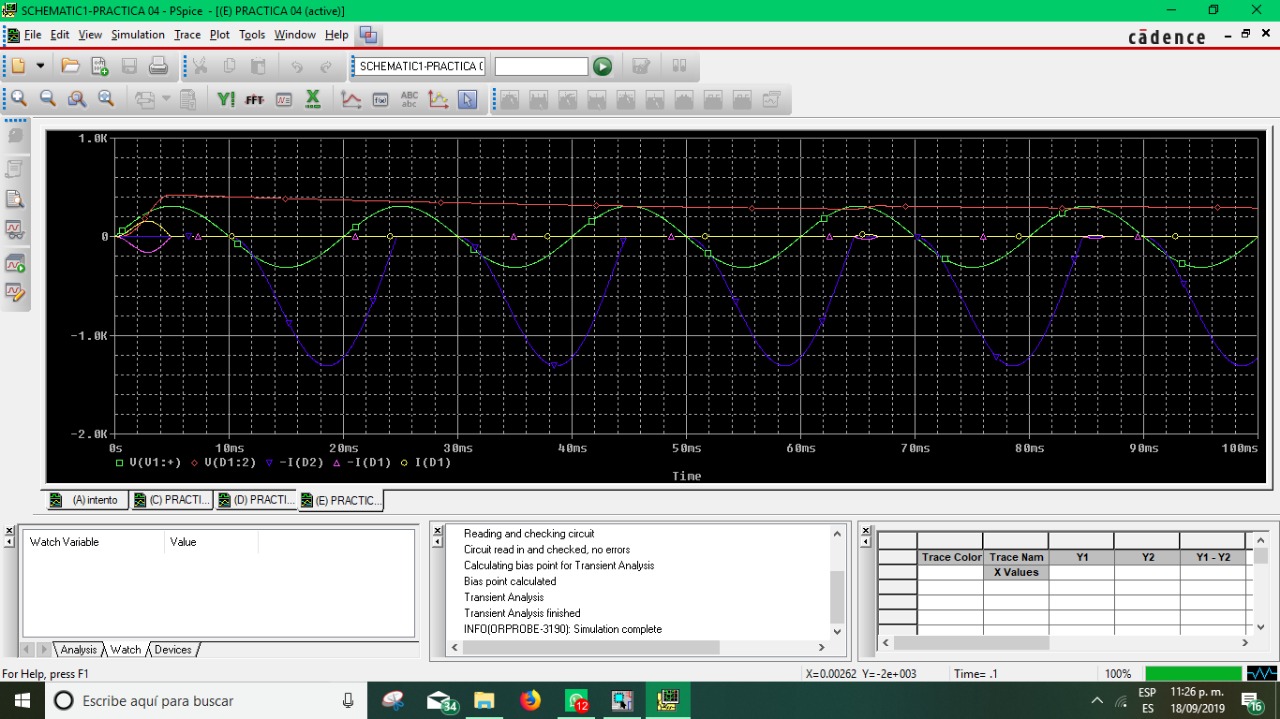 SCHEMATIC1-PRACTICA 04 - PSpice - [(E) PRACTICA 04 (active)]
File Edit View Simulation Trace Plot Tools Window Help
cādence
SCHEMATIC1-PRACTICA 0
FFT
ABC
abc
1.0K
0
-1.0K
-2.0K
0s 10ms 20ms 30ms 40ms 50ms 60ms 70ms 80ms 90ms 100ms
V(V1:+) V(D1:2) -I(D2) -I(D1) I(D1)
Time
(A) intento (C) PRACTI... (D) PRACTI... (E) PRACTIC...
Watch Variable Value
Analysis Watch Devices
Reading and checking circuit
Circuit read in and checked, no errors
Calculating bias point for Transient Analysis
Bias point calculated
Transient Analysis
Transient Analysis finished
INFO(ORPROBE-3190): Simulation complete
Trace Color Trace Nam Y1 Y2 Y1 - Y2
X Values
For Help, press F1
X=0.00262 Y=-2e+003 Time= .1 100%
Escribe aquí para buscar
34
12
ESP
ES
11:26 p. m.
18/09/2019
16